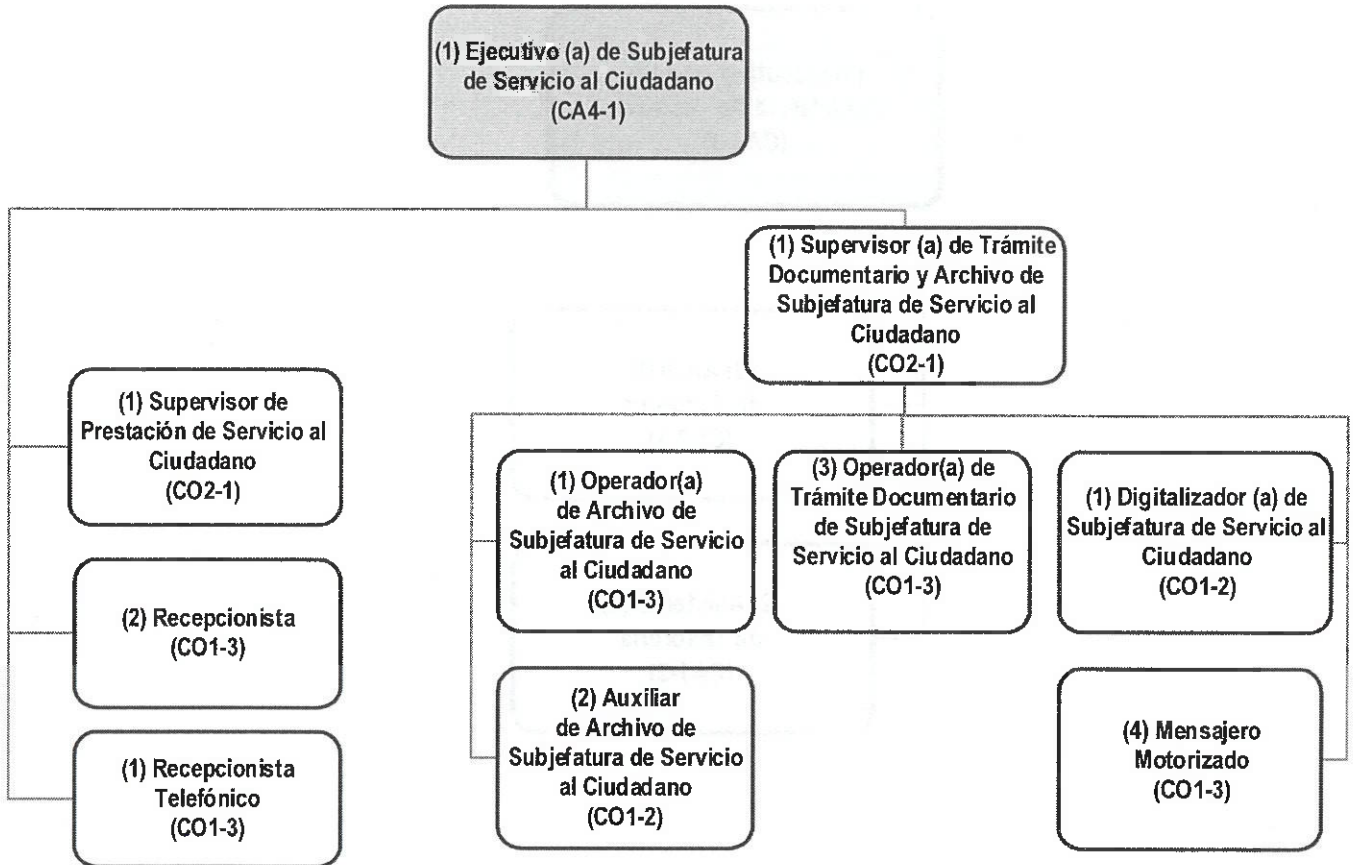 (1) Ejecutivo (a) de Subjefatura
de Servicio al Ciudadano
(CA4-1)
(1) Supervisor (a) de Trámite
Documentario y Archivo de
Subjefatura de Servicio al
Ciudadano
(CO2-1)
(1) Supervisor de
Prestación de Servicio al
Ciudadano
(CO2-1)
(2) Recepcionista
(CO1-3)
(1) Recepcionista
Telefónico
(CO1-3)
(1) Operador(a)
de Archivo de
Subjefatura de Servicio
al Ciudadano
(CO1-3)
(3) Operador(a) de
Trámite Documentario
de Subjefatura de
Servicio al Ciudadano
(CO1-3)
(1) Digitalizador (a) de
Subjefatura de Servicio al
Ciudadano
(CO1-2)
(2) Auxiliar
de Archivo de
Subjefatura de Servicio
al Ciudadano
(CO1-2)
(4) Mensajero
Motorizado
(CO1-3)